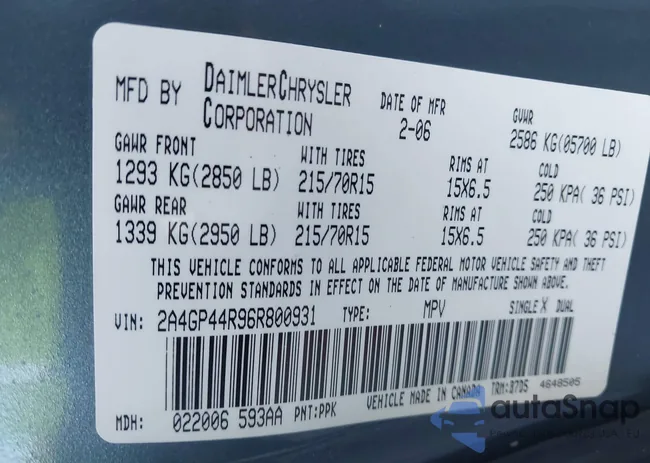 MFD BY DAIMLERCHRYSLER CORPORATION DATE OF MFR 2-06 GVWR 2586 KG(05700 LB)
GAWR FRONT WITH TIRES RIMS AT COLD
1293 KG(2850 LB) 215/70R15 15X6.5 250 KPA( 36 PSI)
GAWR REAR WITH TIRES RIMS AT COLD
1339 KG(2950 LB) 215/70R15 15X6.5 250 KPA( 36 PSI)
THIS VEHICLE CONFORMS TO ALL APPLICABLE FEDERAL MOTOR VEHICLE SAFETY AND THEFT
PREVENTION STANDARDS IN EFFECT ON THE DATE OF MANUFACTURE SHOWN ABOVE.
VIN: 2A4GP44R96R800931 TYPE: MPV SINGLE X DUAL
MDH: 022006 593AA PNT:PPK VEHICLE MADE IN CANADA TRM:B7D5 4648505
autoSnap